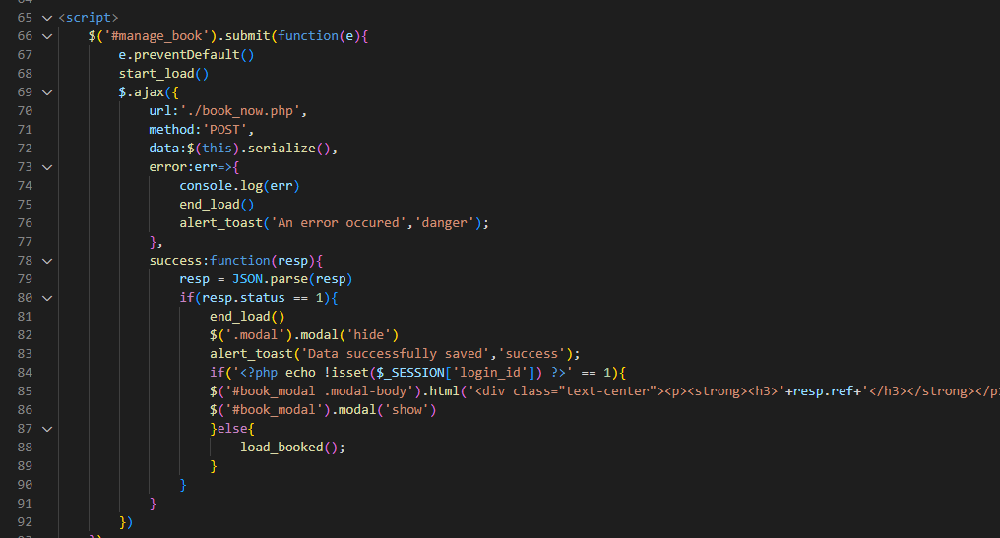 65 <script>
66 $('#manage_book').submit(function(e){
67 e.preventDefault()
68 start_load()
69 $.ajax({
70 url:'./book_now.php',
71 method:'POST',
72 data:$(this).serialize(),
73 error:err=>{
74 console.log(err)
75 end_load()
76 alert_toast('An error occured','danger');
77 },
78 success:function(resp){
79 resp = JSON.parse(resp)
80 if(resp.status == 1){
81 end_load()
82 $('.modal').modal('hide')
83 alert_toast('Data successfully saved','success');
84 if('<?php echo !isset($_SESSION['login_id']) ?>' == 1){
85 $('#book_modal .modal-body').html('<div class="text-center"><p><strong><h3>'+resp.ref+'</h3></strong></p>
86 $('#book_modal').modal('show')
87 }else{
88 load_booked();
89 }
90 }
91 }
92 })